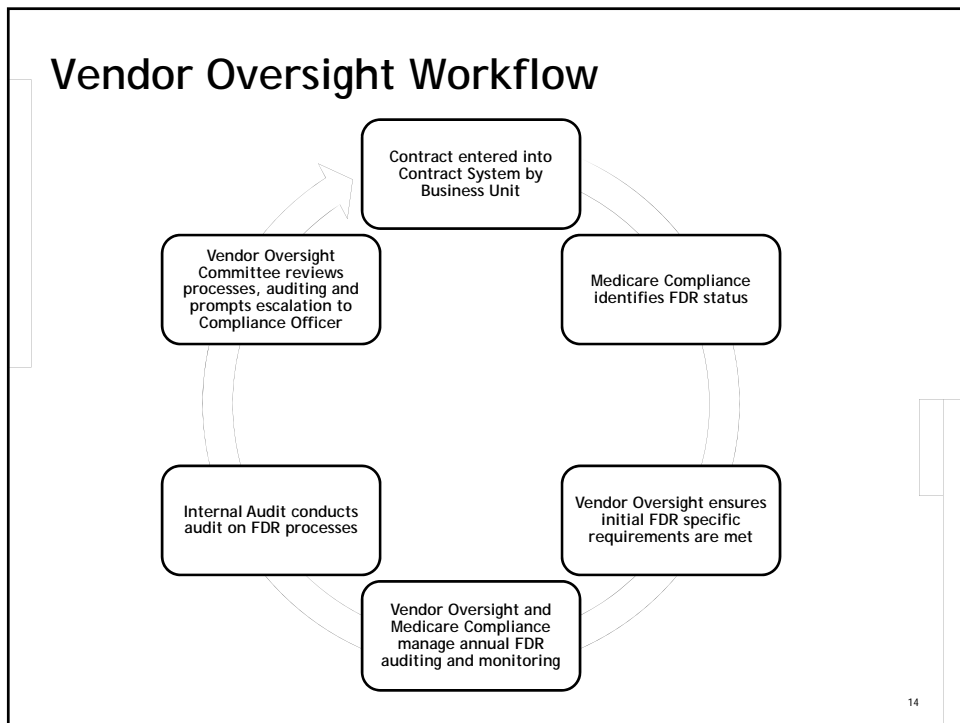 Vendor Oversight Workflow
Contract entered into
Contract System by
Business Unit
Medicare Compliance
identifies FDR status
Vendor Oversight ensures
initial FDR specific
requirements are met
Vendor Oversight and
Medicare Compliance
manage annual FDR
auditing and monitoring
Internal Audit conducts
audit on FDR processes
Vendor Oversight
Committee reviews
processes, auditing and
prompts escalation to
Compliance Officer
14